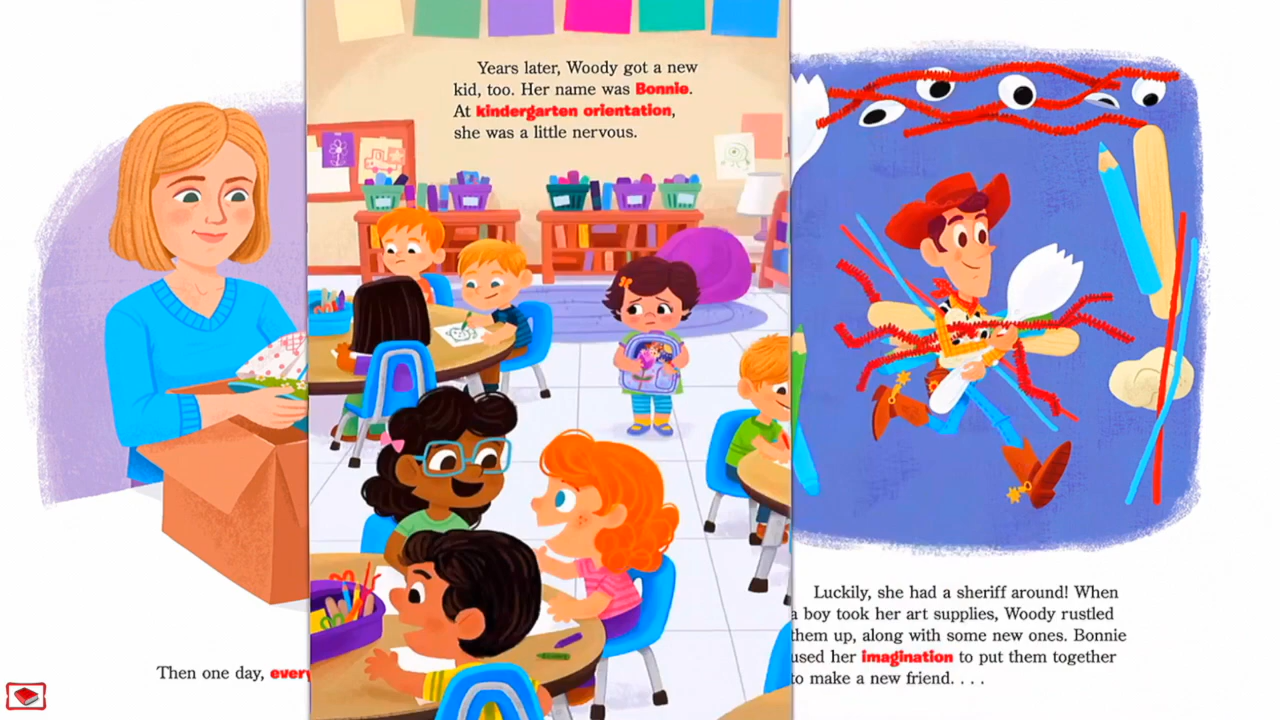 Then one day,
Years later, Woody got a new
kid, too. Her name was Bonnie.
At kindergarten orientation,
she was a little nervous.
Luckily, she had a sheriff around! When
a boy took her art supplies, Woody rustled
them up, along with some new ones. Bonnie
used her imagination to put them together
to make a new friend. . . .